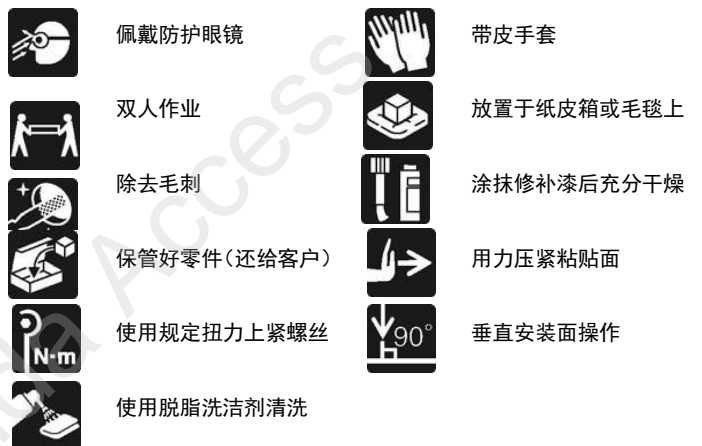 佩戴防护眼镜
带皮手套
双人作业
放置于纸皮箱或毛毯上
除去毛刺
涂抹修补漆后充分干燥
保管好零件(还给客户)
用力压紧粘贴面
N·m
使用规定扭力上紧螺丝
90°
垂直安装面操作
使用脱脂洗洁剂清洗
da Access